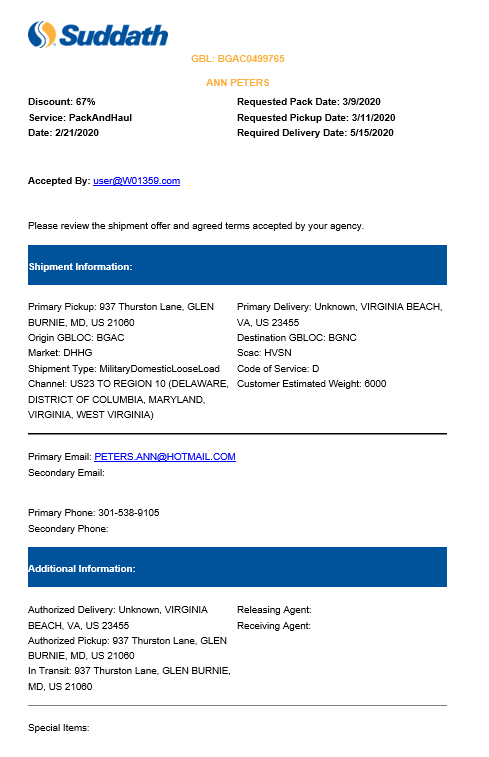 Suddath
GBL: BGAC0499765
ANN PETERS
Discount: 67%
Service: PackAndHaul
Date: 2/21/2020
Requested Pack Date: 3/9/2020
Requested Pickup Date: 3/11/2020
Required Delivery Date: 5/15/2020
Accepted By: user@W01359.com
Please review the shipment offer and agreed terms accepted by your agency.
Shipment Information:
Primary Pickup: 937 Thurston Lane, GLEN
BURNIE, MD, US 21060
Origin GBLOC: BGAC
Market: DHHG
Shipment Type: MilitaryDomesticLooseLoad
Channel: US23 TO REGION 10 (DELAWARE,
DISTRICT OF COLUMBIA, MARYLAND,
VIRGINIA, WEST VIRGINIA)
Primary Delivery: Unknown, VIRGINIA BEACH,
VA, US 23455
Destination GBLOC: BGNC
Scac: HVSN
Code of Service: D
Customer Estimated Weight: 6000
Primary Email: PETERS.ANN@HOTMAIL.COM
Secondary Email:
Primary Phone: 301-538-9105
Secondary Phone:
Additional Information:
Authorized Delivery: Unknown, VIRGINIA
BEACH, VA, US 23455
Authorized Pickup: 937 Thurston Lane, GLEN
BURNIE, MD, US 21060
In Transit: 937 Thurston Lane, GLEN BURNIE,
MD, US 21060
Releasing Agent:
Receiving Agent:
Special Items: